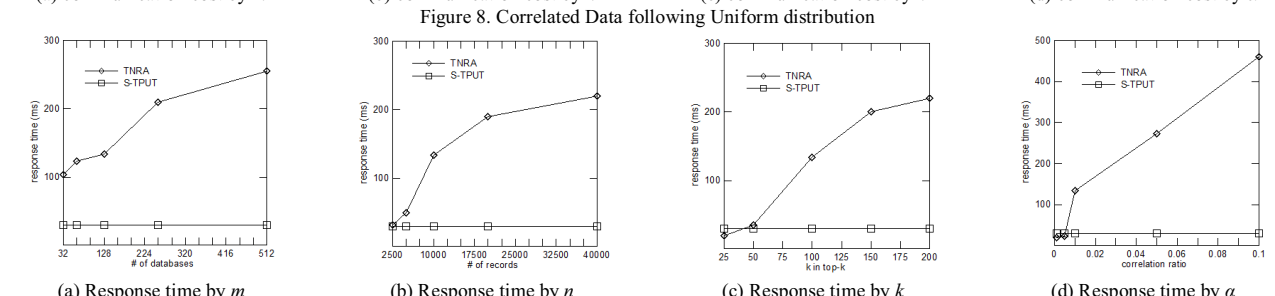 Figure 8. Correlated Data following Uniform distribution
300
200
100
response time (ms)
TNRA
S-TPUT
32 128 224 320 416 512
# of databases
(a) Response time by m
300
200
100
response time (ms)
TNRA
S-TPUT
2500 10000 17500 25000 32500 40000
# of records
(b) Response time by n
300
200
100
response time (ms)
TNRA
S-TPUT
25 50 75 100 125 150 175 200
k in top-k
(c) Response time by k
500
400
300
200
100
response time (ms)
TNRA
S-TPUT
0 0.02 0.04 0.06 0.08 0.1
correlation ratio
(d) Response time by α